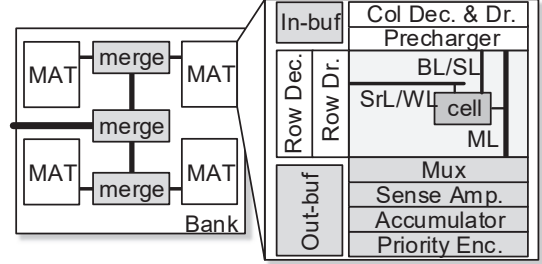 MAT
merge
MAT
merge
MAT
merge
MAT
Bank
In-buf
Col Dec. & Dr.
Precharger
Row Dec.
Row Dr.
BL/SL
SrL/WL
cell
ML
Out-buf
Mux
Sense Amp.
Accumulator
Priority Enc.